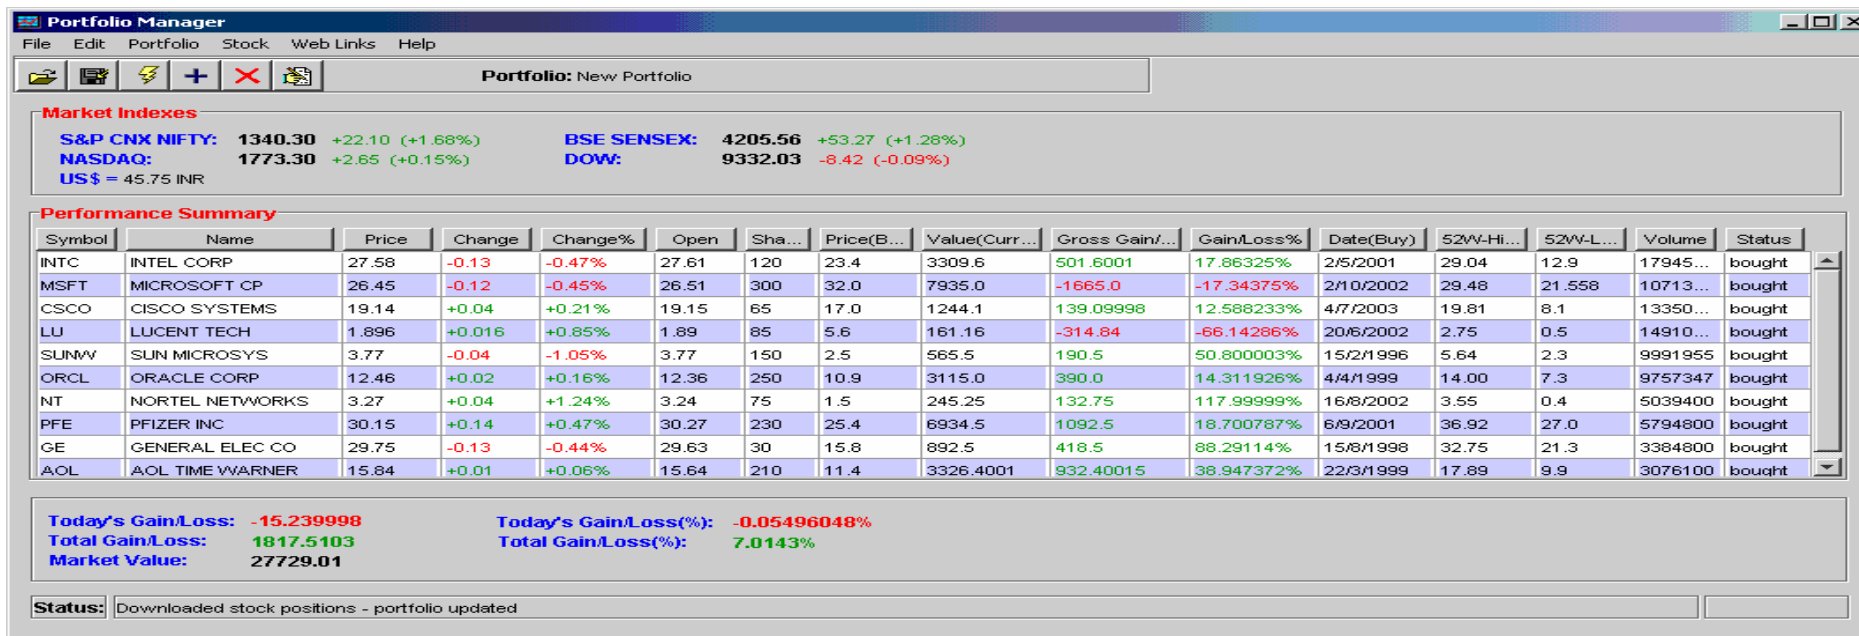 Portfolio Manager
File Edit Portfolio Stock Web Links Help
Portfolio: New Portfolio
Market Indexes
S&P CNX NIFTY: 1340.30 +22.10 (+1.68%) BSE SENSEX: 4205.56 +53.27 (+1.28%)
NASDAQ: 1773.30 +2.65 (+0.15%) DOW: 9332.03 -8.42 (-0.09%)
US$ = 45.75 INR
Performance Summary
Symbol Name Price Change Change% Open Sha... Price(B... Value(Curr... Gross Gain/... Gain/Loss% Date(Buy) 52W-Hi... 52W-L... Volume Status
INTC INTEL CORP 27.58 -0.13 -0.47% 27.61 120 23.4 3309.6 501.6001 17.86325% 2/5/2001 29.04 12.9 17945... bought
MSFT MICROSOFT CP 26.45 -0.12 -0.45% 26.51 300 32.0 7935.0 -1665.0 -17.34375% 2/10/2002 29.48 21.558 10713... bought
CSCO CISCO SYSTEMS 19.14 +0.04 +0.21% 19.15 65 17.0 1244.1 139.09998 12.588233% 4/7/2003 19.81 8.1 13350... bought
LU LUCENT TECH 1.896 +0.016 +0.85% 1.89 85 5.6 161.16 -314.84 -66.14286% 20/6/2002 2.75 0.5 14910... bought
SUNW SUN MICROSYS 3.77 -0.04 -1.05% 3.77 150 2.5 565.5 190.5 50.800003% 15/2/1996 5.64 2.3 9991955 bought
ORCL ORACLE CORP 12.46 +0.02 +0.16% 12.36 250 10.9 3115.0 390.0 14.311926% 4/4/1999 14.00 7.3 9757347 bought
NT NORTEL NETWORKS 3.27 +0.04 +1.24% 3.24 75 1.5 245.25 132.75 117.99999% 16/8/2002 3.55 0.4 5039400 bought
PFE PFIZER INC 30.15 +0.14 +0.47% 30.27 230 25.4 6934.5 1092.5 18.700787% 6/9/2001 36.92 27.0 5794800 bought
GE GENERAL ELEC CO 29.75 -0.13 -0.44% 29.63 30 15.8 892.5 418.5 88.29114% 15/8/1998 32.75 21.3 3384800 bought
AOL AOL TIME WARNER 15.84 +0.01 +0.06% 15.64 210 11.4 3326.4001 932.40015 38.947372% 22/3/1999 17.89 9.9 3076100 bought
Today's Gain/Loss: -15.239998 Today's Gain/Loss(%): -0.05496048%
Total Gain/Loss: 1817.5103 Total Gain/Loss(%): 7.0143%
Market Value: 27729.01
Status: Downloaded stock positions - portfolio updated